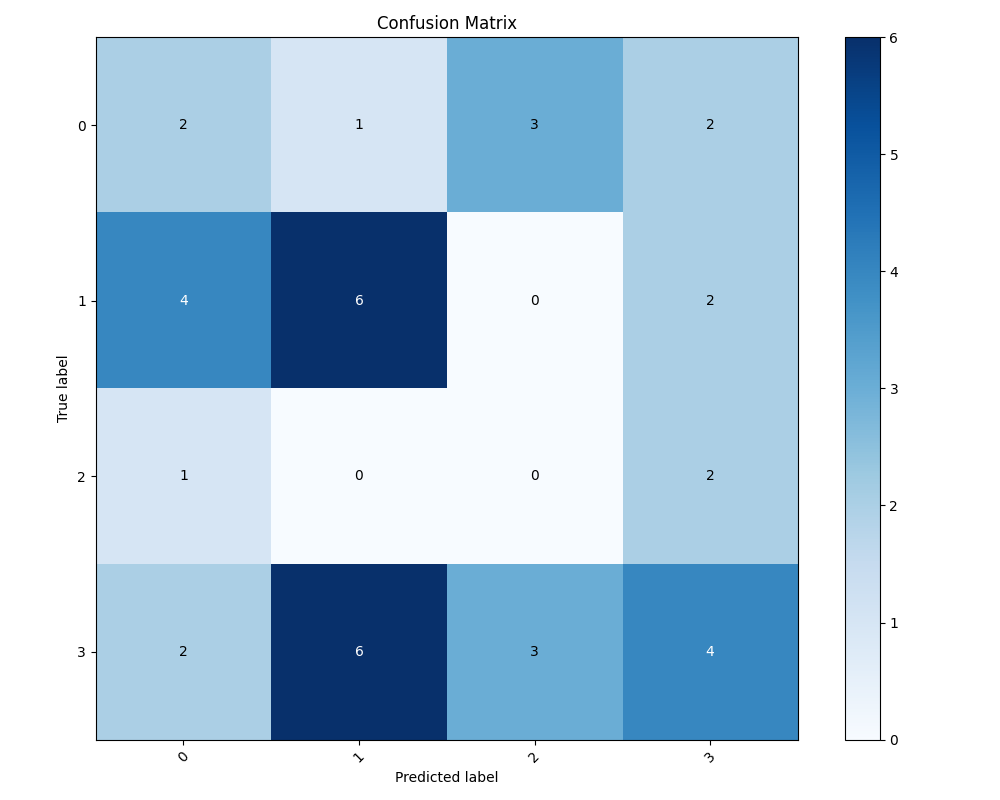 Confusion Matrix
0 2 1 3 2
1 4 6 0 2
2 1 0 0 2
3 2 6 3 4
0 1 2 3
True label
Predicted label
6
5
4
3
2
1
0